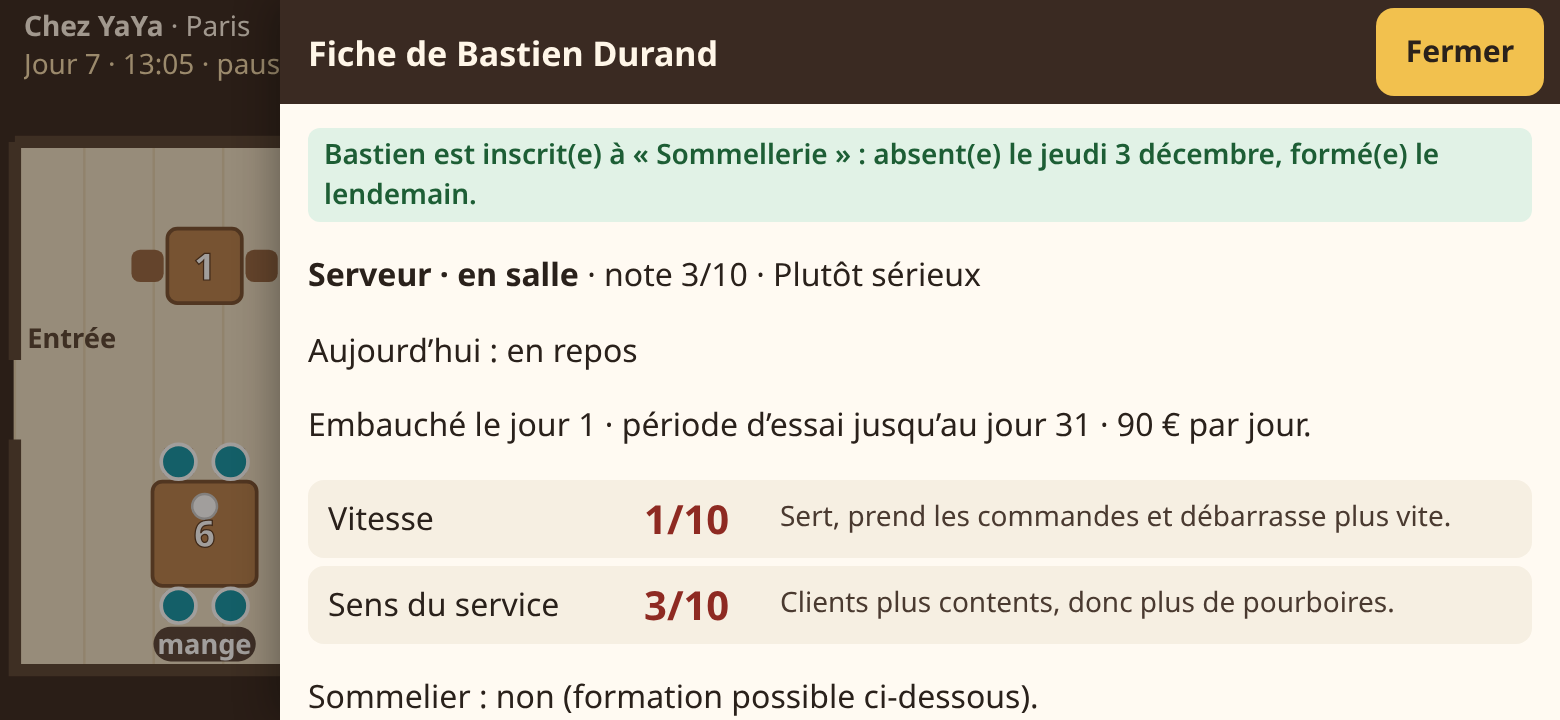 Chez YaYa · Paris
Jour 7 · 13:05 · paus
1
Entrée
6
mange
Fiche de Bastien Durand
Fermer
Bastien est inscrit(e) à « Sommellerie » : absent(e) le jeudi 3 décembre, formé(e) le
lendemain.
Serveur · en salle · note 3/10 · Plutôt sérieux
Aujourd’hui : en repos
Embauché le jour 1 · période d’essai jusqu’au jour 31 · 90 € par jour.
Vitesse 1/10 Sert, prend les commandes et débarrasse plus vite.
Sens du service 3/10 Clients plus contents, donc plus de pourboires.
Sommelier : non (formation possible ci-dessous).